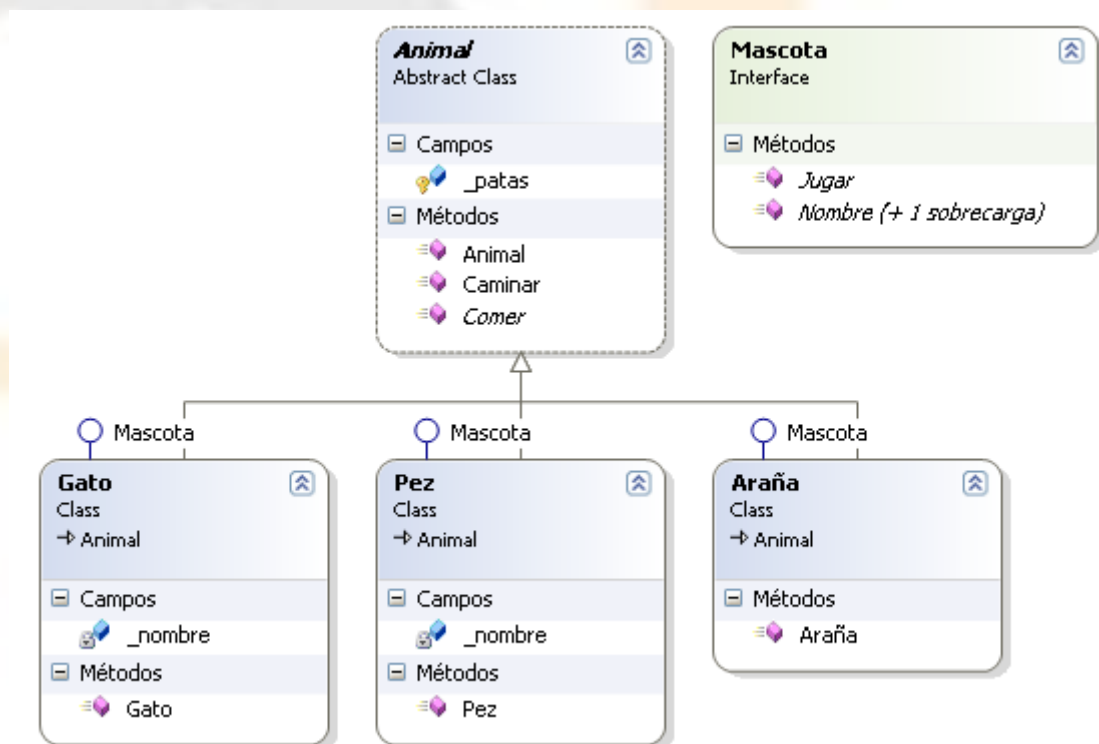 Animal
Abstract Class
Campos
_patas
Métodos
Animal
Caminar
Comer
Mascota
Interface
Métodos
Jugar
Nombre (+ 1 sobrecarga)
Mascota
Gato
Class
Animal
Campos
_nombre
Métodos
Gato
Mascota
Pez
Class
Animal
Campos
_nombre
Métodos
Pez
Mascota
Araña
Class
Animal
Métodos
Araña